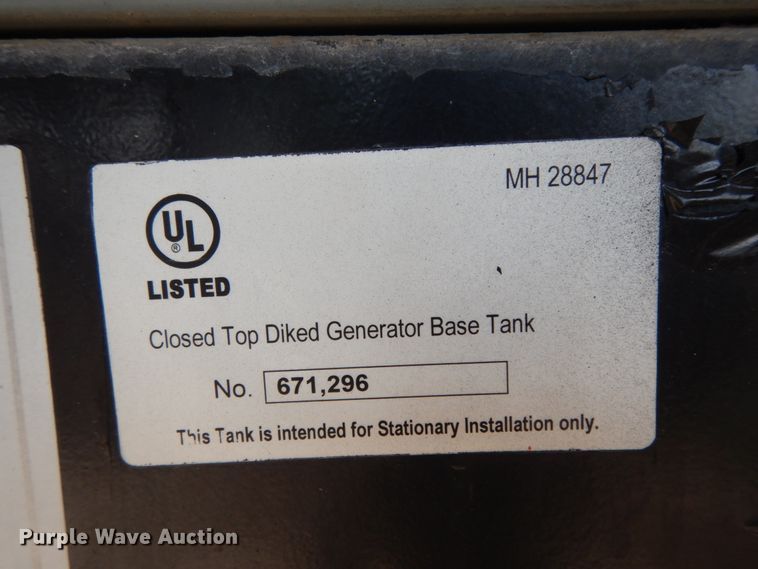 MH 28847
UL
®
LISTED
Closed Top Diked Generator Base Tank
No. 671,296
This Tank is intended for Stationary Installation only.
Purple Wave Auction